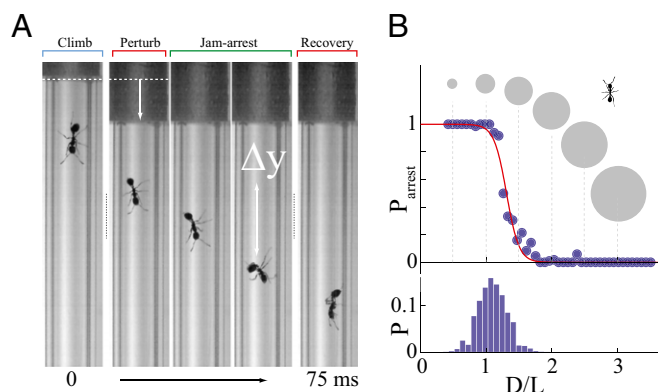 A
Climb
Perturb
Jam-arrest
Recovery
Δy
0
75 ms
B
1
P arrest
0
0.1
P
0
0
1
2
3
D/L